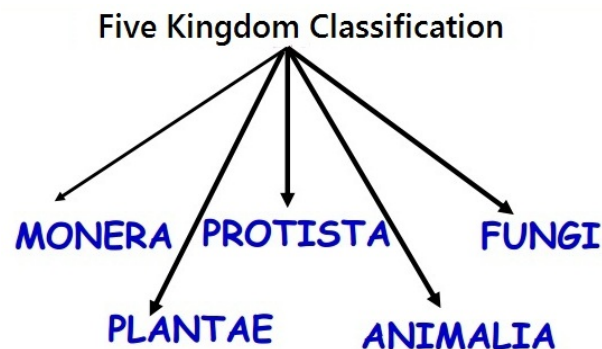 Five Kingdom Classification
MONERA PROTISTA FUNGI
PLANTAE ANIMALIA